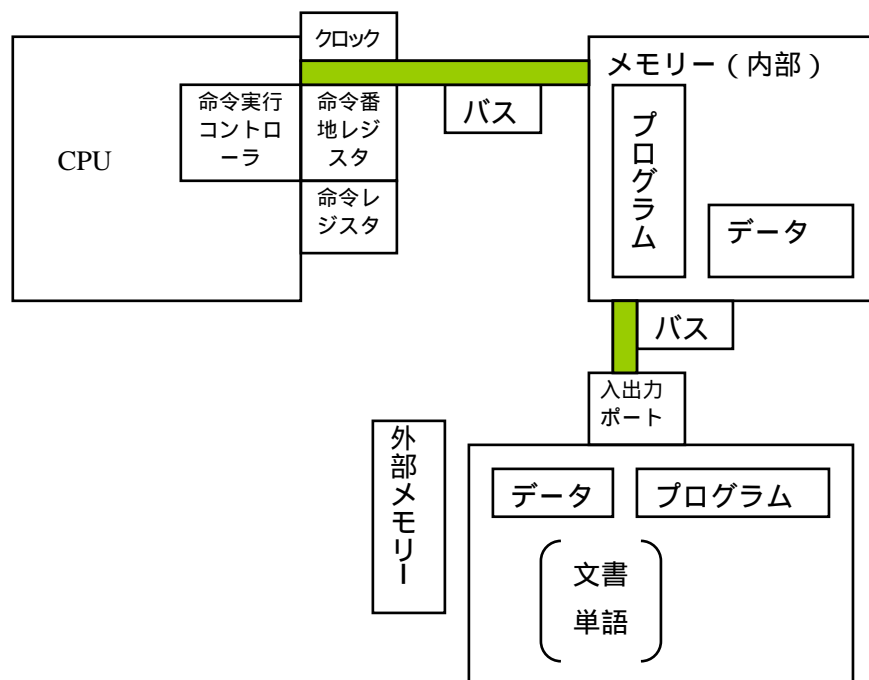 クロック
メモリー(内部)
命令実行
コントロ
ーラ
命令番
地レジ
スタ
バス
プログラム
CPU
命令レ
ジスタ
データ
バス
入出力
ポート
外部メモリー
データ
プログラム
文書
単語